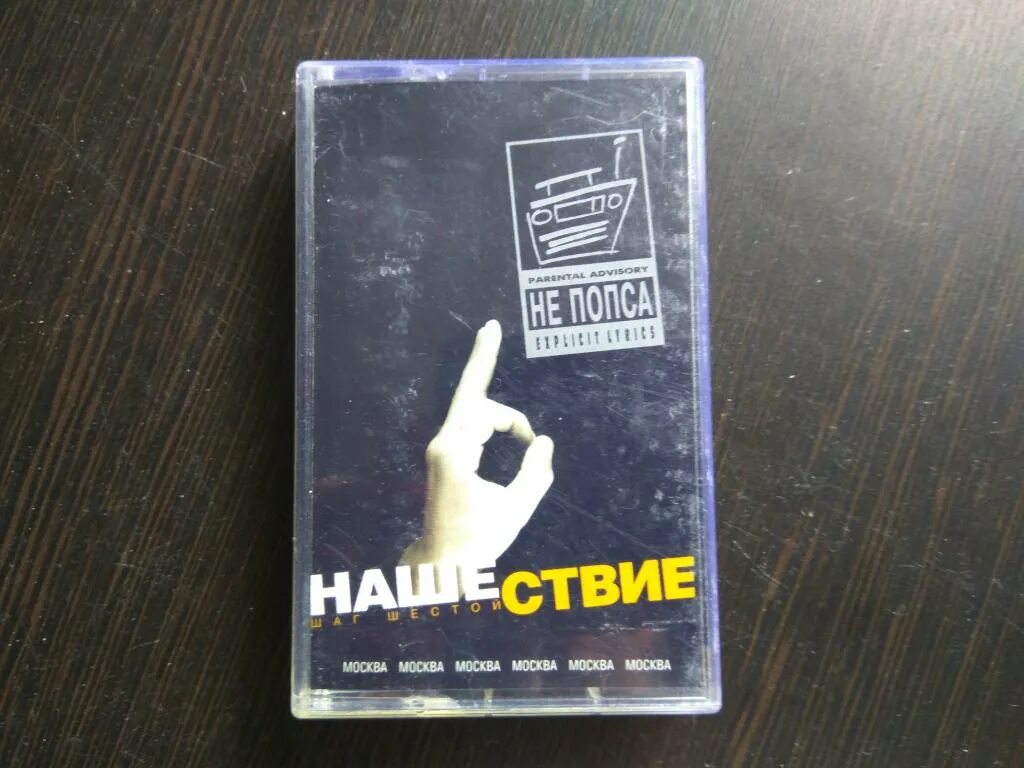 PARENTAL ADVISORY
НЕ ПОПСА
EXPLICIT LYRICS
НАШЕСТВИЕ
ШАГ ШЕСТОЙ
МОСКВА МОСКВА МОСКВА МОСКВА МОСКВА МОСКВА